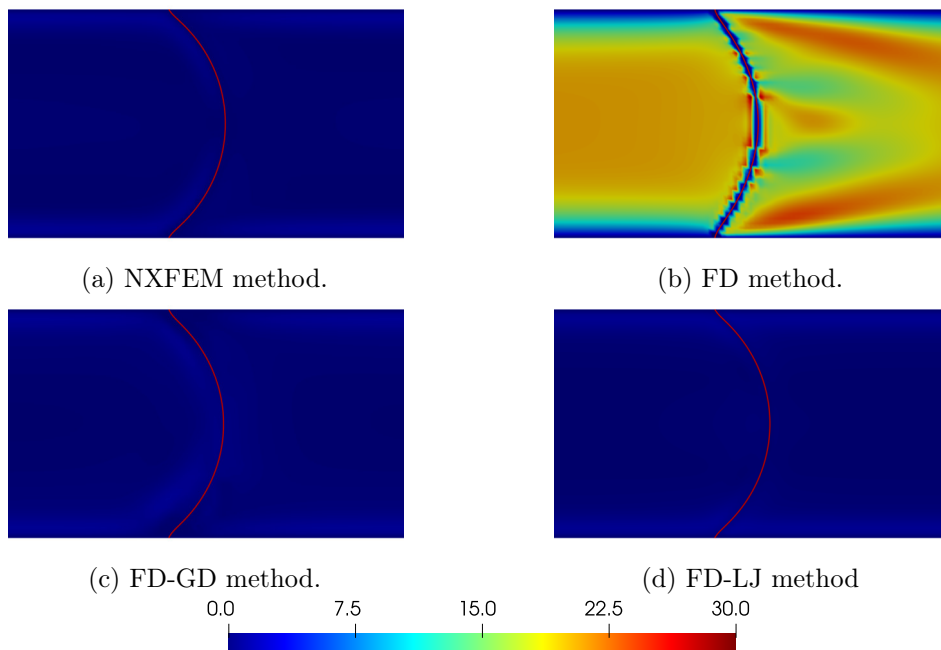 (a) NXFEM method.
(b) FD method.
(c) FD-GD method.
(d) FD-LJ method
0.0 7.5 15.0 22.5 30.0